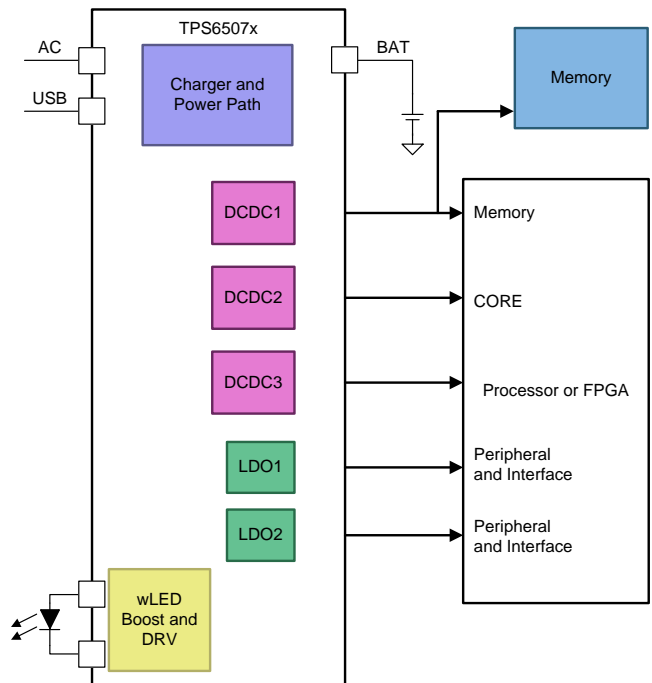 TPS6507x
AC
USB
Charger and
Power Path
BAT
Memory
DCDC1
Memory
DCDC2
CORE
DCDC3
Processor or FPGA
LDO1
Peripheral
and Interface
LDO2
Peripheral
and Interface
wLED
Boost and
DRV